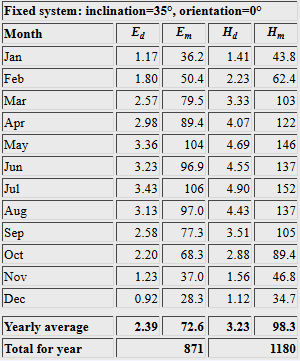 Fixed system: inclination=35°, orientation=0°
Month Ed Em Hd Hm
Jan 1.17 36.2 1.41 43.8
Feb 1.80 50.4 2.23 62.4
Mar 2.57 79.5 3.33 103
Apr 2.98 89.4 4.07 122
May 3.36 104 4.69 146
Jun 3.23 96.9 4.55 137
Jul 3.43 106 4.90 152
Aug 3.13 97.0 4.43 137
Sep 2.58 77.3 3.51 105
Oct 2.20 68.3 2.88 89.4
Nov 1.23 37.0 1.56 46.8
Dec 0.92 28.3 1.12 34.7
Yearly average 2.39 72.6 3.23 98.3
Total for year 871 1180